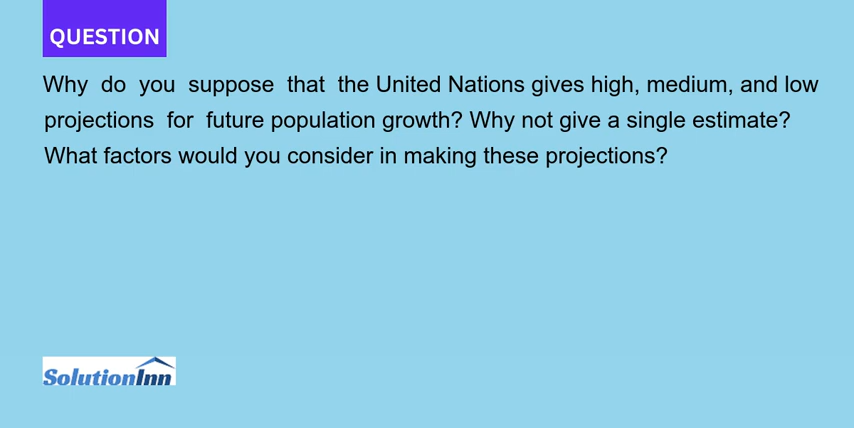 QUESTION
Why do you suppose that the United Nations gives high, medium, and low
projections for future population growth? Why not give a single estimate?
What factors would you consider in making these projections?
SolutionInn